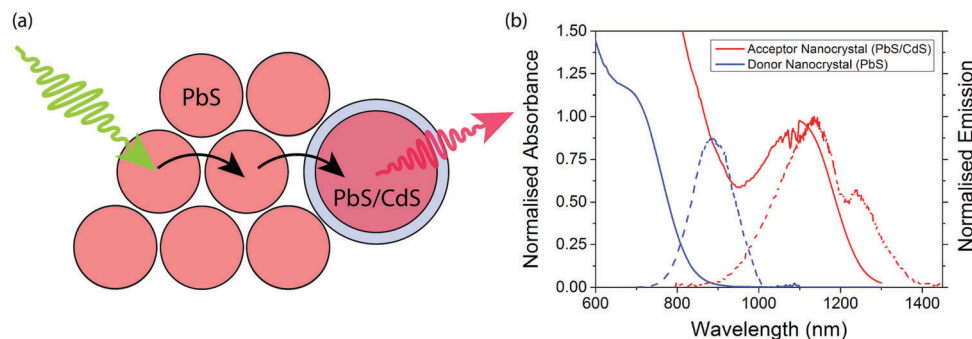 (a)
PbS
PbS/CdS
(b)
Normalised Absorbance
1.50
1.25
1.00
0.75
0.50
0.25
0.00
Acceptor Nanocrystal (PbS/CdS)
Donor Nanocrystal (PbS)
Normalised Emission
600 800 1000 1200 1400
Wavelength (nm)